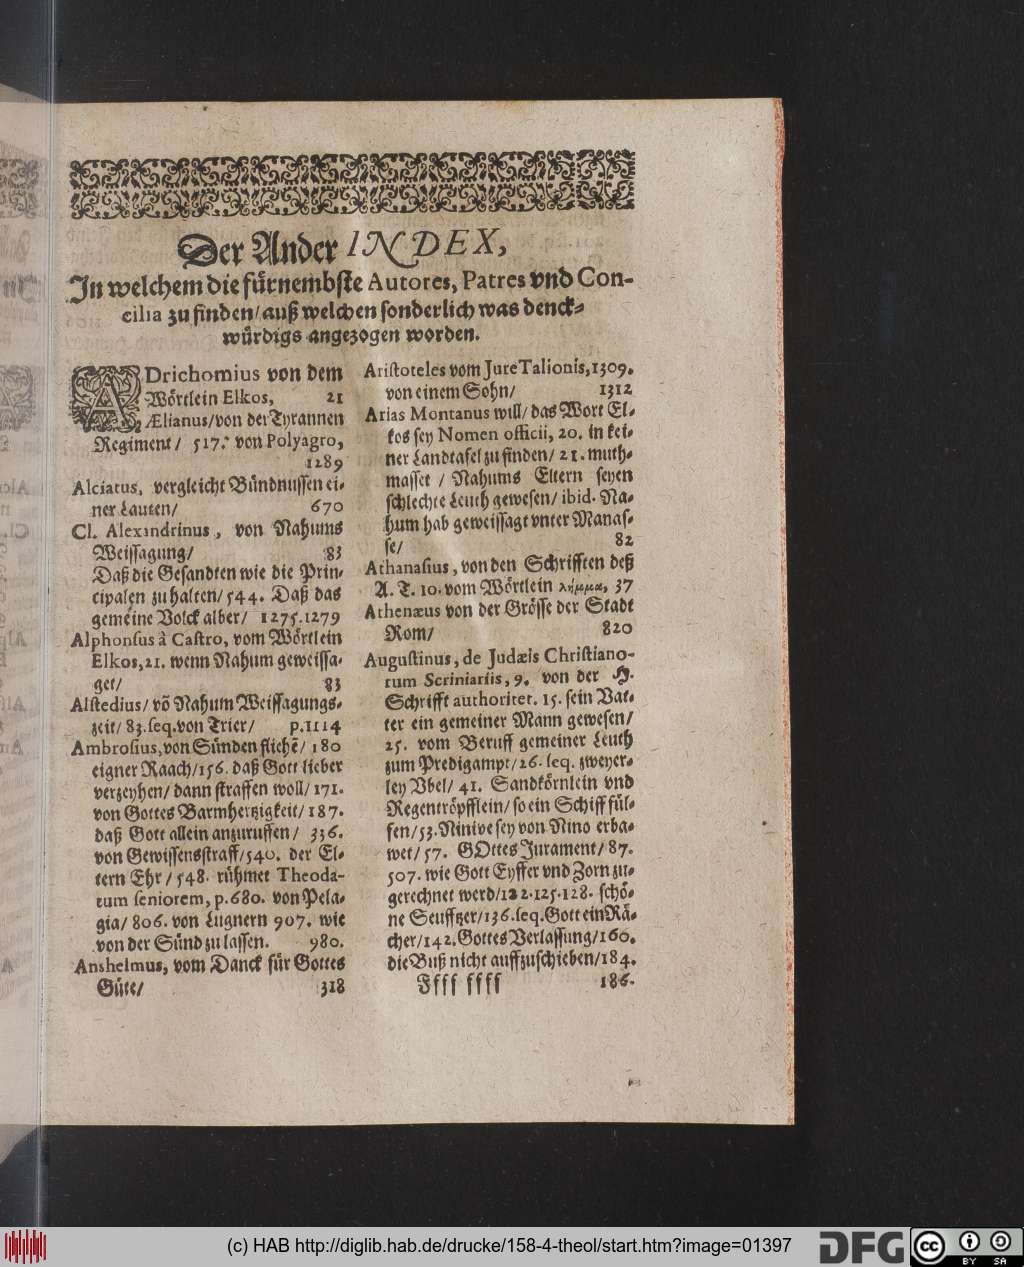 Der Ander INDEX,
In welchem die fürnembste Autores, Patres vnd Con-
cilia zu finden/ auß welchen sonderlich was denck-
würdigs angezogen worden.
ADrichomius von dem
Wörtlein Elkos, 21
Ælianus/ von der Tyrannen
Regiment/ 517. von Polyagro,
1289
Alciatus, vergleicht Bündnussen ei-
ner Lauten/ 670
Cl. Alexandrinus, von Nahums
Weissagung/ 83
Daß die Gesandten wie die Prin-
cipalen zu halten/ 544. Daß das
gemeine Volck alber/ 1275.1279
Alphonsus à Castro, vom Wörtlein
Elkos, 21. wenn Nahum geweissa-
get/ 83
Alstedius/ võ Nahum Weissagungs-
zeit/ 83. seq. von Trier/ p.1114
Ambrosius, von Sünden fliehẽ/ 180
eigner Raach/ 156. daß Gott lieber
verzeyhen/ dann straffen woll/ 171.
von Gottes Barmhertzigkeit/ 187.
daß Gott allein anzuruffen/ 336.
von Gewissensstraff/ 540. der El-
tern Ehr/ 548. rühmet Theoda-
tum seniorem, p.680. von Pela-
gia/ 806. von Lugnern 907. wie
von der Sünd zu lassen. 980.
Anshelmus, vom Danck für Gottes
Güte/ 318
Aristoteles vom Jure Talionis, 1309.
von einem Sohn/ 1312
Arias Montanus will/ das Wort El-
kos sey Nomen officii, 20. in kei-
ner Landtafel zu finden/ 21. muth-
masset / Nahums Eltern seyen
schlechte Leuth gewesen/ ibid. Na-
hum hab geweissagt vnter Manas-
se/ 82
Athanasius, von den Schrifften deß
A. T. 10. vom Wörtlein λῆμμα, 37
Athenæus von der Grösse der Stadt
Rom/ 820
Augustinus, de Judæis Christiano-
rum Scriniariis, 9. von der H.
Schrifft authoritet. 15. sein Vat-
ter ein gemeiner Mann gewesen/
25. vom Beruff gemeiner Leuth
zum Predigampt/ 26. seq. zweyer-
ley Vbel/ 41. Sandkörnlein vnd
Regentröpfflein/ so ein Schiff fül-
len/ 53. Ninive sey von Nino erba-
wet/ 57. GOttes Jurament/ 87.
507. wie Gott Eyffer vnd Zorn zu-
gerechnet werd/ 122.125.128. schö-
ne Seuffzer/ 136. seq. Gott ein Rä-
cher/ 142. Gottes Verlassung/ 160.
die Buß nicht auffzuschieben/ 184.
Ffff ffff 186.
(c) HAB http://diglib.hab.de/drucke/158-4-theol/start.htm?image=01397
DFG
cc BY SA